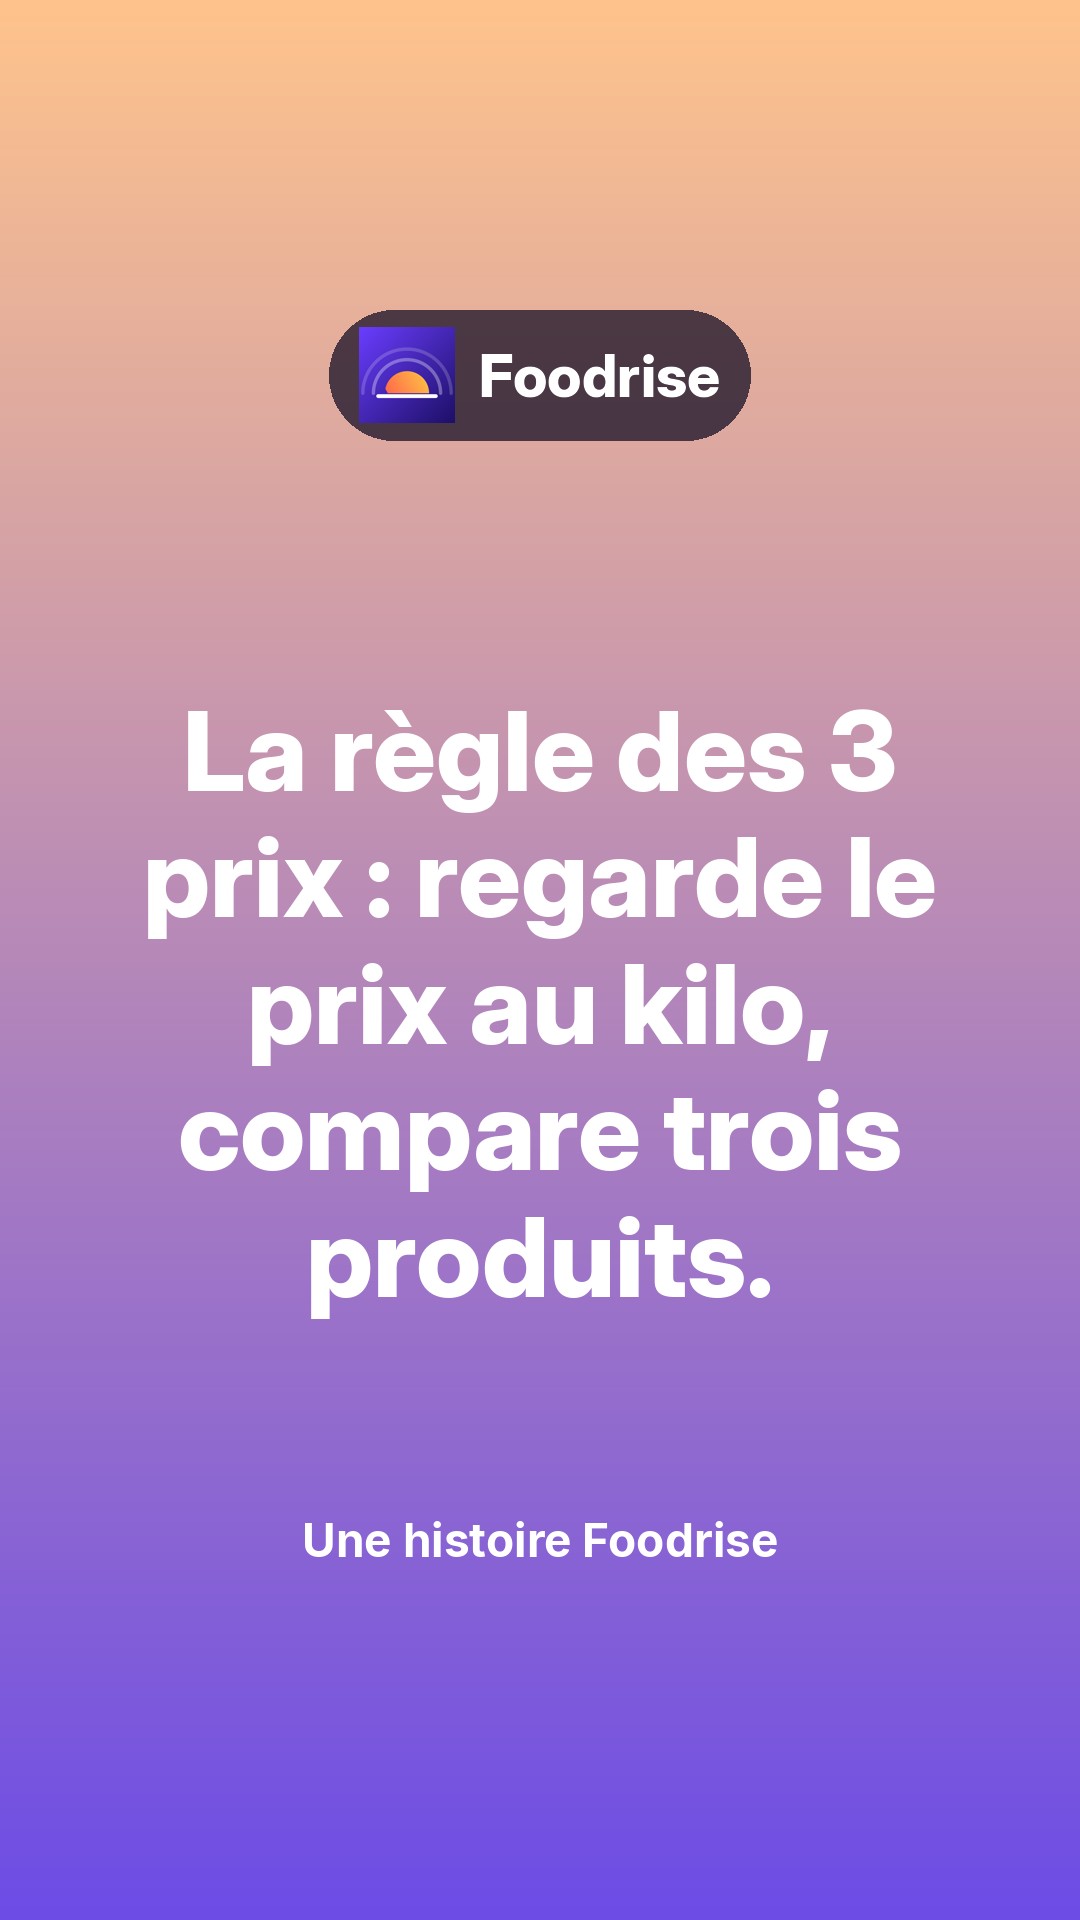 Foodrise
La règle des 3
prix : regarde le
prix au kilo,
compare trois
produits.
Une histoire Foodrise